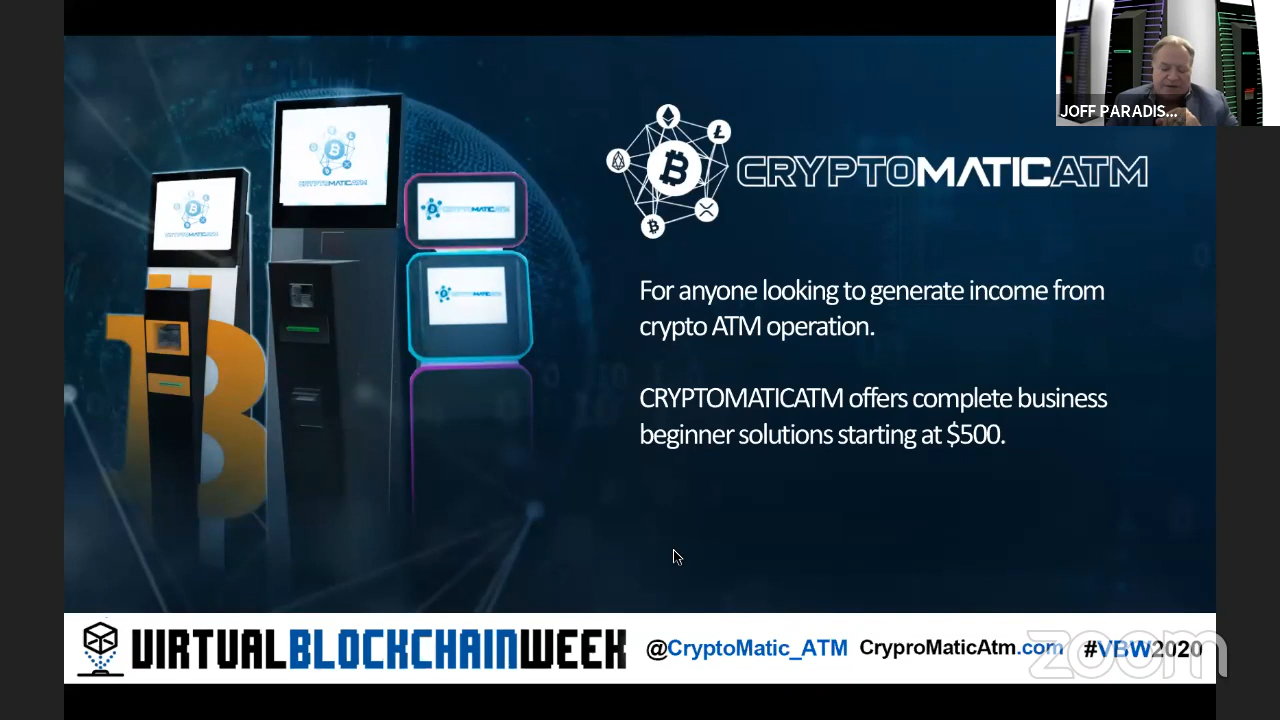 JOFF PARADIS...
CRYPTOMATICATM
For anyone looking to generate income from
crypto ATM operation.
CRYPTOMATICATM offers complete business
beginner solutions starting at $500.
VIRTUALBLOCKCHAINWEEK
@CryptoMatic_ATM
CryproMaticAtm.com
#VBW2020
zoom